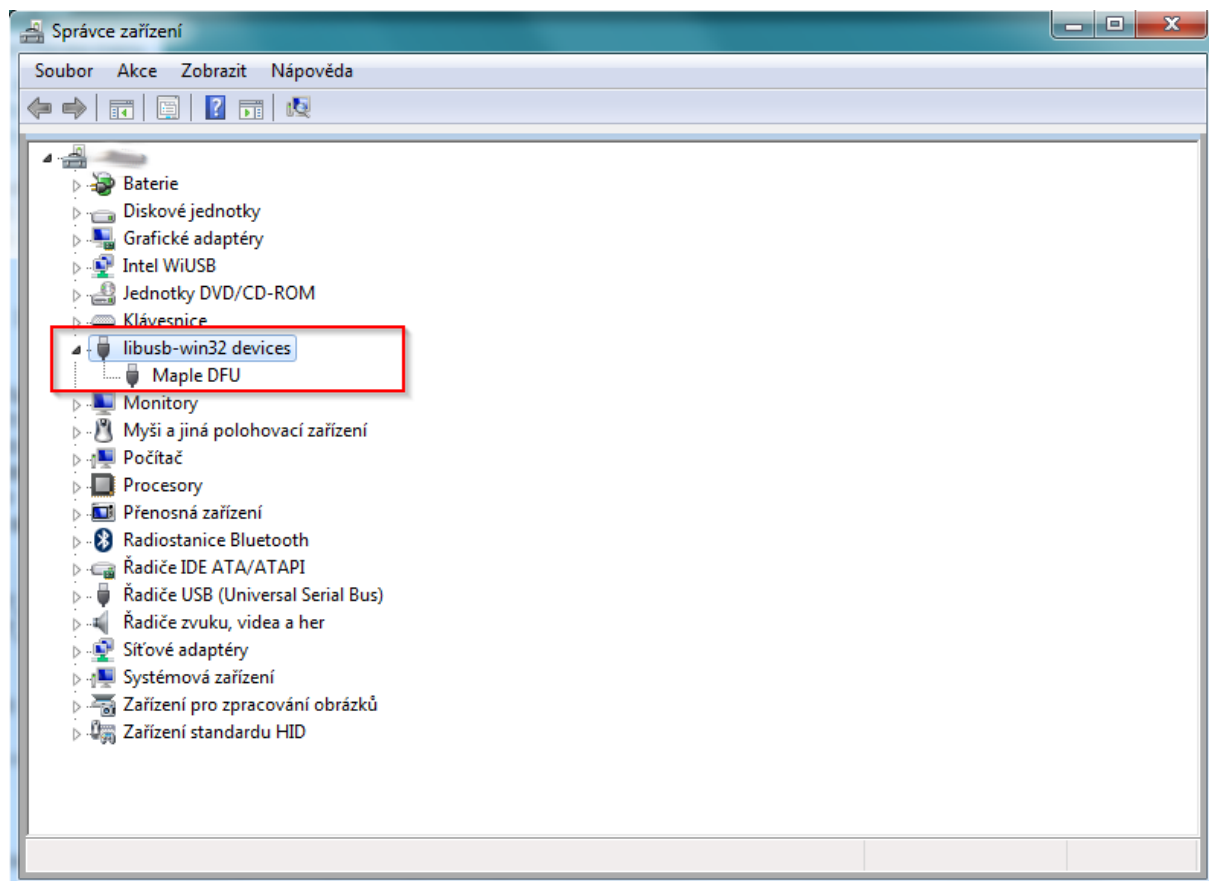 Správce zařízení
Soubor Akce Zobrazit Nápověda
Baterie
Diskové jednotky
Grafické adaptéry
Intel WiUSB
Jednotky DVD/CD-ROM
Klávesnice
libusb-win32 devices
Maple DFU
Monitory
Myši a jiná polohovací zařízení
Počítač
Procesory
Přenosná zařízení
Radiostanice Bluetooth
Řadiče IDE ATA/ATAPI
Řadiče USB (Universal Serial Bus)
Řadiče zvuku, videa a her
Síťové adaptéry
Systémová zařízení
Zařízení pro zpracování obrázků
Zařízení standardu HID